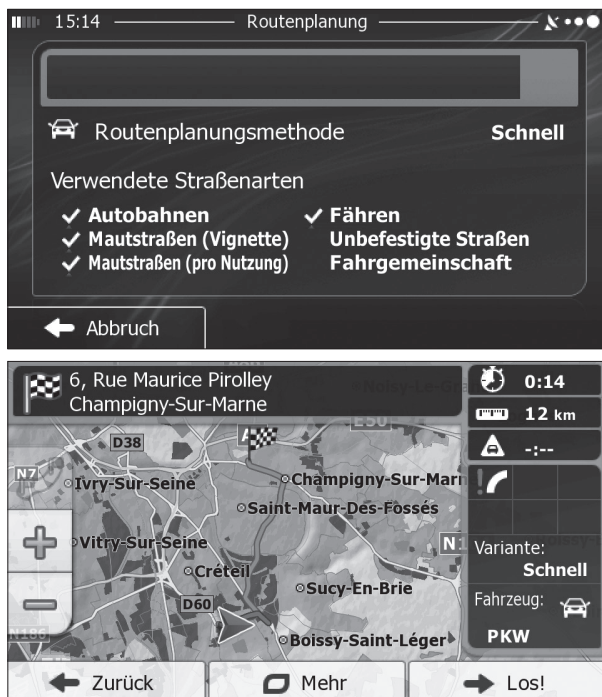 15:14 Routenplanung
Routenplanungsmethode Schnell
Verwendete Straßenarten
Autobahnen Fähren
Mautstraßen (Vignette) Unbefestigte Straßen
Mautstraßen (pro Nutzung) Fahrgemeinschaft
Abbruch
6, Rue Maurice Pirolley
Champigny-Sur-Marne
0:14
12 km
-:--
E50
D38
N7
Ivry-Sur-Seine
Champigny-Sur-Marn
Saint-Maur-Des-Fossés
Vitry-Sur-Seine
N1
Créteil
Sucy-En-Brie
D60
N186
Boissy-Saint-Léger
Variante:
Schnell
Fahrzeug:
PKW
Zurück Mehr Los!